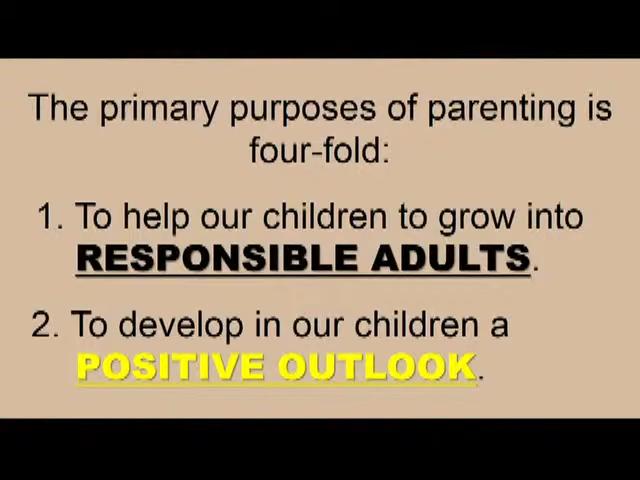 The primary purposes of parenting is
four-fold:
1. To help our children to grow into
RESPONSIBLE ADULTS.
2. To develop in our children a
POSITIVE OUTLOOK.